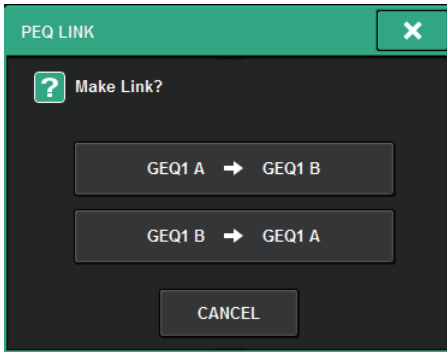 PEQ LINK
Make Link?
GEQ1 A → GEQ1 B
GEQ1 B → GEQ1 A
CANCEL